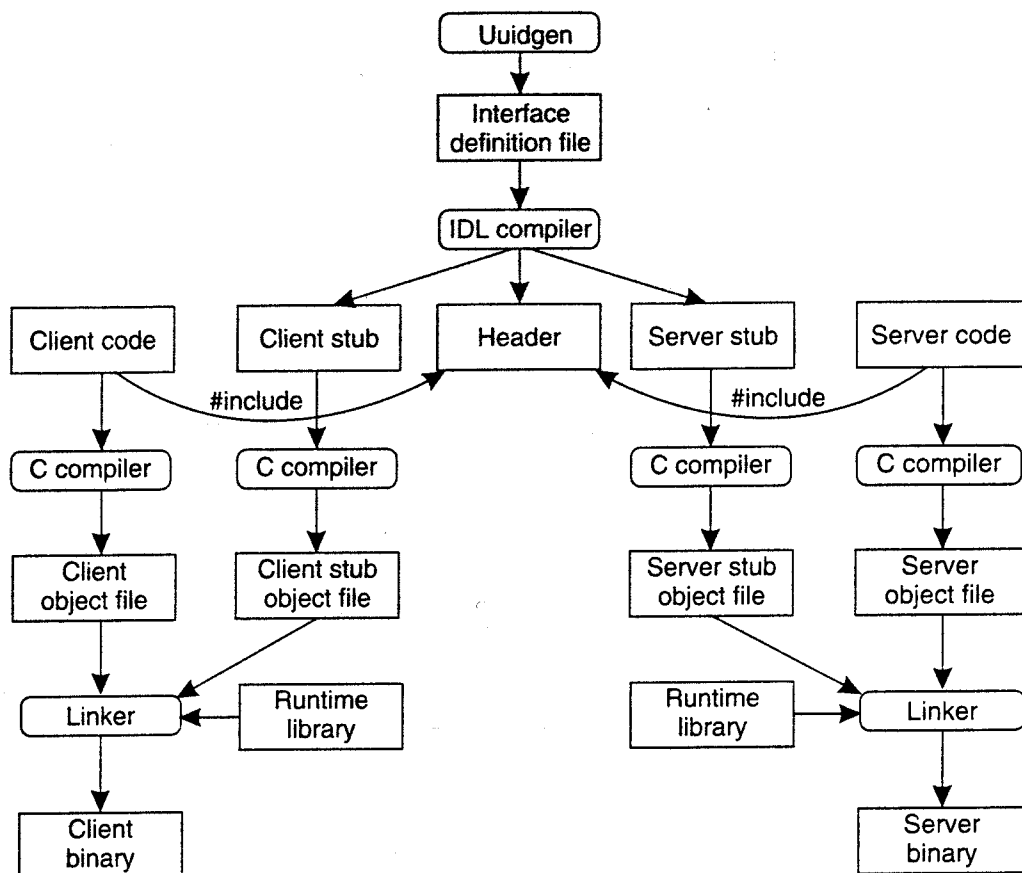 Uuidgen
Interface
definition file
IDL compiler
Client code
Client stub
Header
Server stub
Server code
#include
#include
C compiler
C compiler
C compiler
C compiler
Client
object file
Client stub
object file
Server stub
object file
Server
object file
Linker
Runtime
library
Runtime
library
Linker
Client
binary
Server
binary